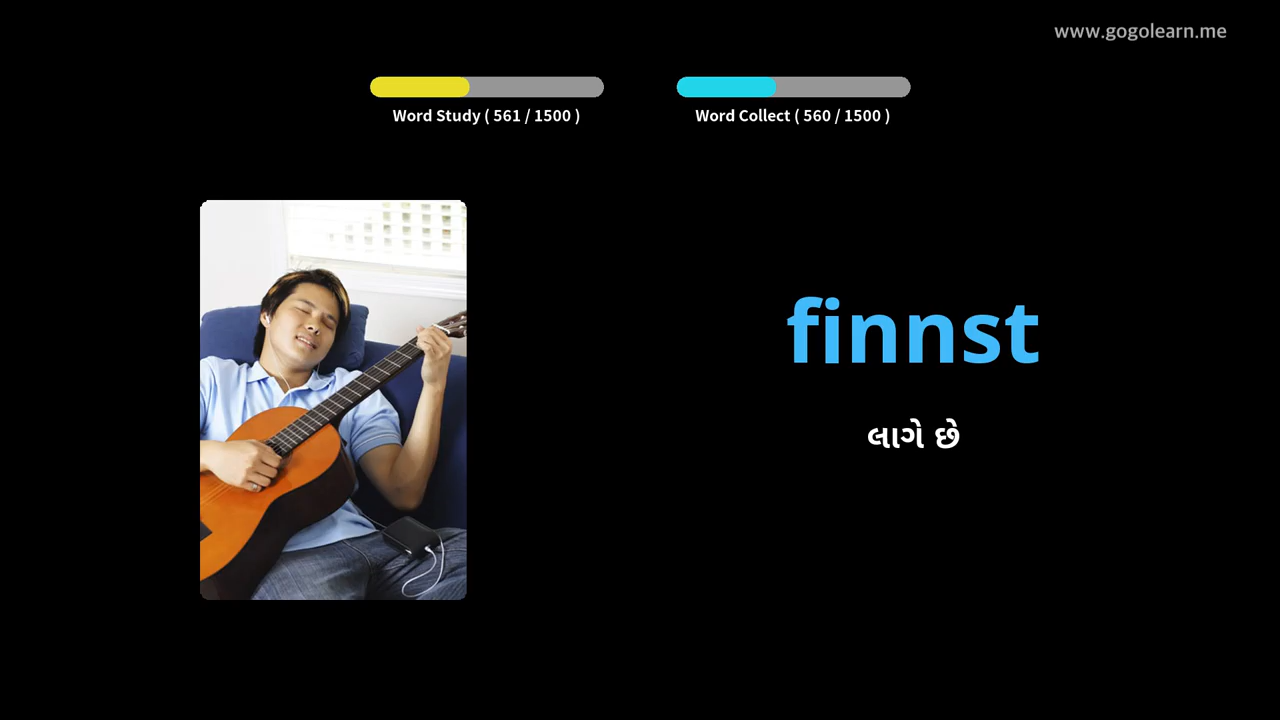 www.gogolearn.me
Word Study ( 561 / 1500 )
Word Collect ( 560 / 1500 )
finnst
લાગે છે